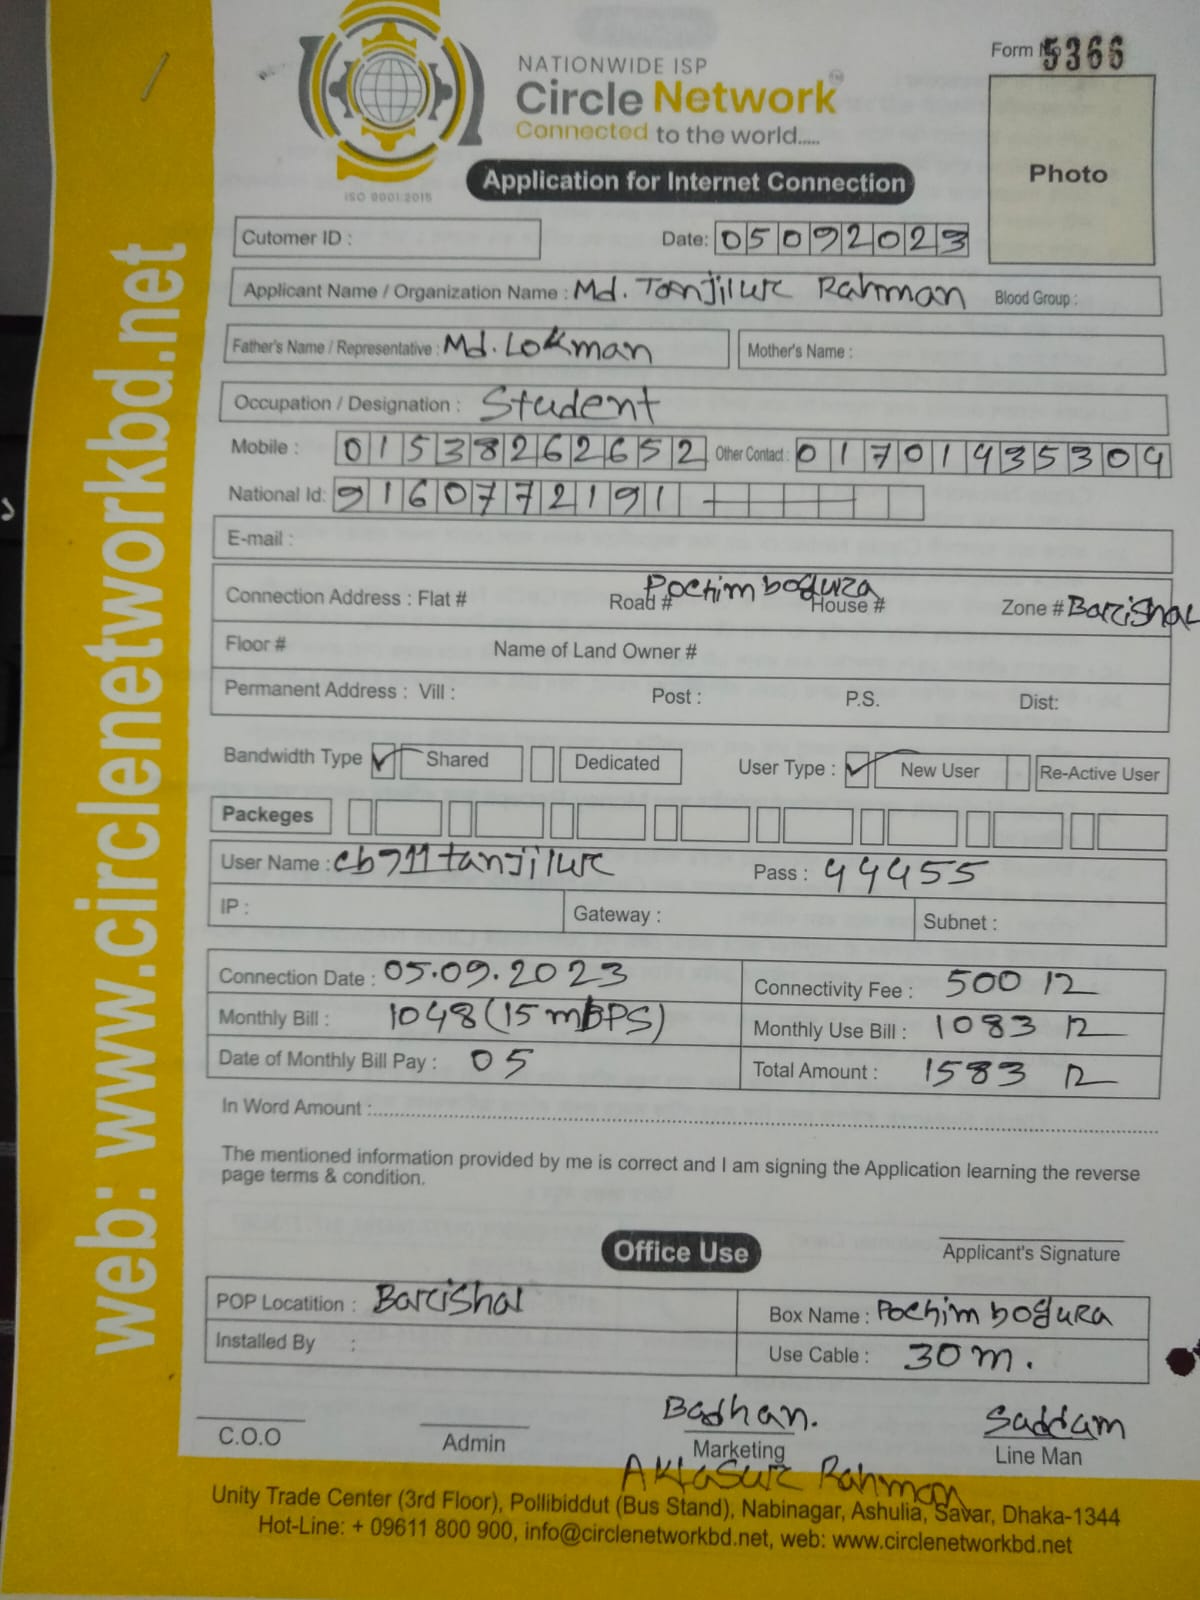 Form No 5366
NATIONWIDE ISP
Circle Network
Connected to the world.....
ISO 9001:2015
Application for Internet Connection
Photo
Cutomer ID :
Date: 05092023
Applicant Name / Organization Name : Md. Tanjilur Rahman Blood Group :
Father's Name / Representative : Md. Lokman Mother's Name :
Occupation / Designation : Student
Mobile : 01538262652 Other Contact : 01701435304
National Id: 9160772191
E-mail :
Connection Address : Flat # Road # Pochim bogura House # Zone # Barishal
Floor # Name of Land Owner #
Permanent Address : Vill : Post : P.S. Dist:
Bandwidth Type ✓ Shared Dedicated User Type : ✓ New User Re-Active User
Packeges
User Name : cb711tanjilur Pass : 44455
IP : Gateway : Subnet :
Connection Date : 05.09.2023 Connectivity Fee : 500
Monthly Bill : 1048 (15 mBPS) Monthly Use Bill : 1083
Date of Monthly Bill Pay : 05 Total Amount : 1583
In Word Amount :
The mentioned information provided by me is correct and I am signing the Application learning the reverse
page terms & condition.
Applicant's Signature
Office Use
POP Locatition : Barishal Box Name : Pochim bogura
Installed By : Use Cable : 30 m.
Badhan. Saddam
C.O.O Admin Marketing Line Man
Aktasur Rahman
Unity Trade Center (3rd Floor), Pollibiddut (Bus Stand), Nabinagar, Ashulia, Savar, Dhaka-1344
Hot-Line: + 09611 800 900, info@circlenetworkbd.net, web: www.circlenetworkbd.net
web: www.circlenetworkbd.net